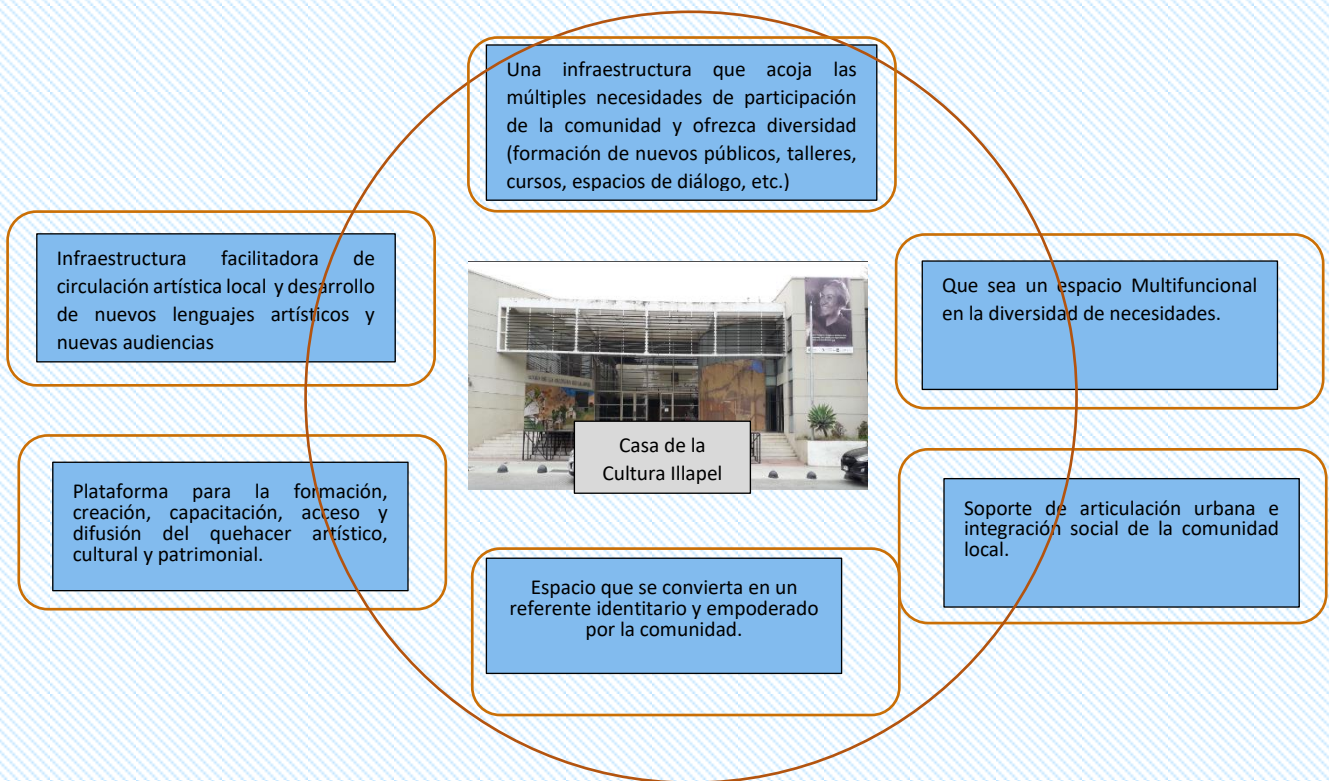 Una infraestructura que acoja las
múltiples necesidades de participación
de la comunidad y ofrezca diversidad
(formación de nuevos públicos, talleres,
cursos, espacios de diálogo, etc.)
Infraestructura facilitadora de
circulación artística local y desarrollo
de nuevos lenguajes artísticos y
nuevas audiencias
Que sea un espacio Multifuncional
en la diversidad de necesidades.
Casa de la
Cultura Illapel
Plataforma para la formación,
creación, capacitación, acceso y
difusión del quehacer artístico,
cultural y patrimonial.
Soporte de articulación urbana e
integración social de la comunidad
local.
Espacio que se convierta en un
referente identitario y empoderado
por la comunidad.